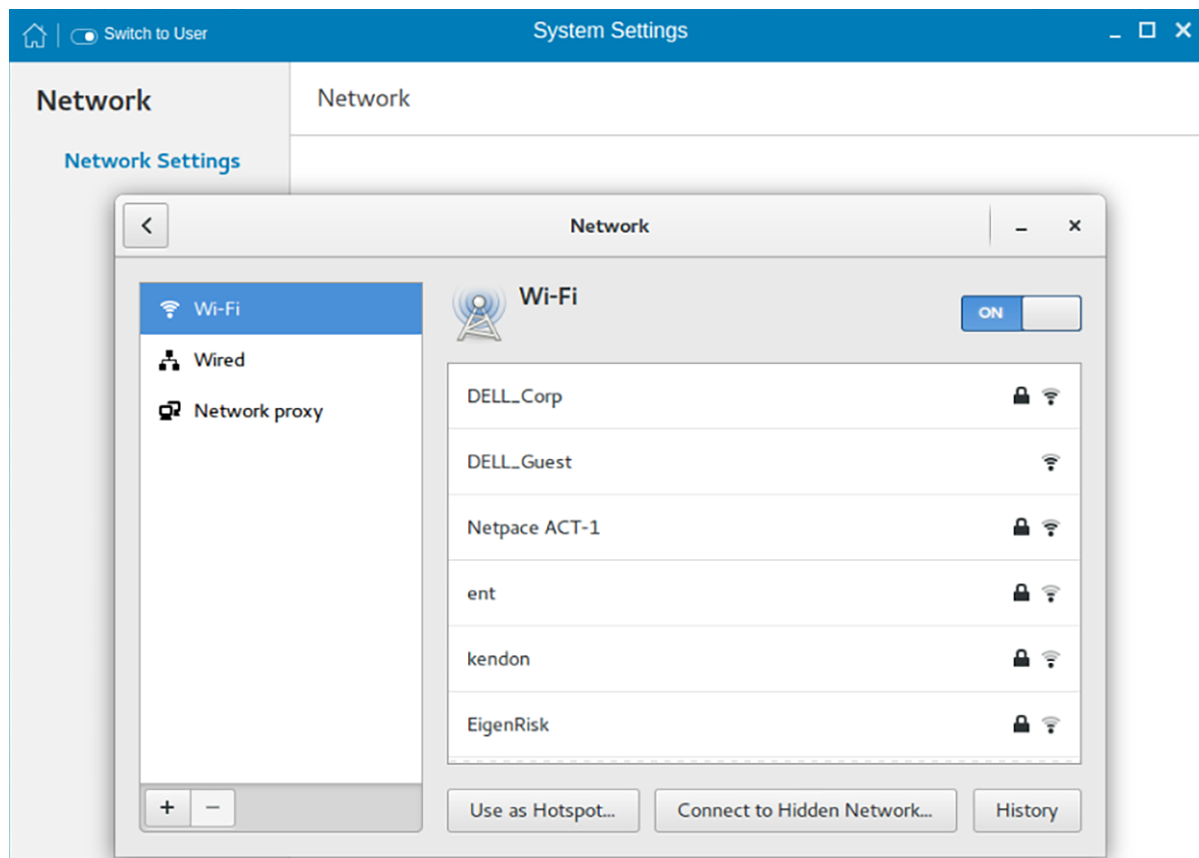 Switch to User
System Settings
Network
Network
Network Settings
Network
Wi-Fi
Wired
Network proxy
Wi-Fi
ON
DELL_Corp
DELL_Guest
Netpace ACT-1
ent
kendon
EigenRisk
Use as Hotspot...
Connect to Hidden Network...
History